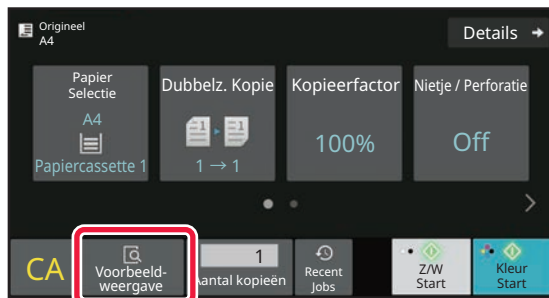 Origineel
A4
Details
Papier
Selectie
A4
Papiercassette 1
Dubbelz. Kopie
1 → 1
Kopieerfactor
100%
Nietje / Perforatie
Off
CA
Voorbeeld-
weergave
1
Aantal kopieën
Recent
Jobs
Z/W
Start
Kleur
Start